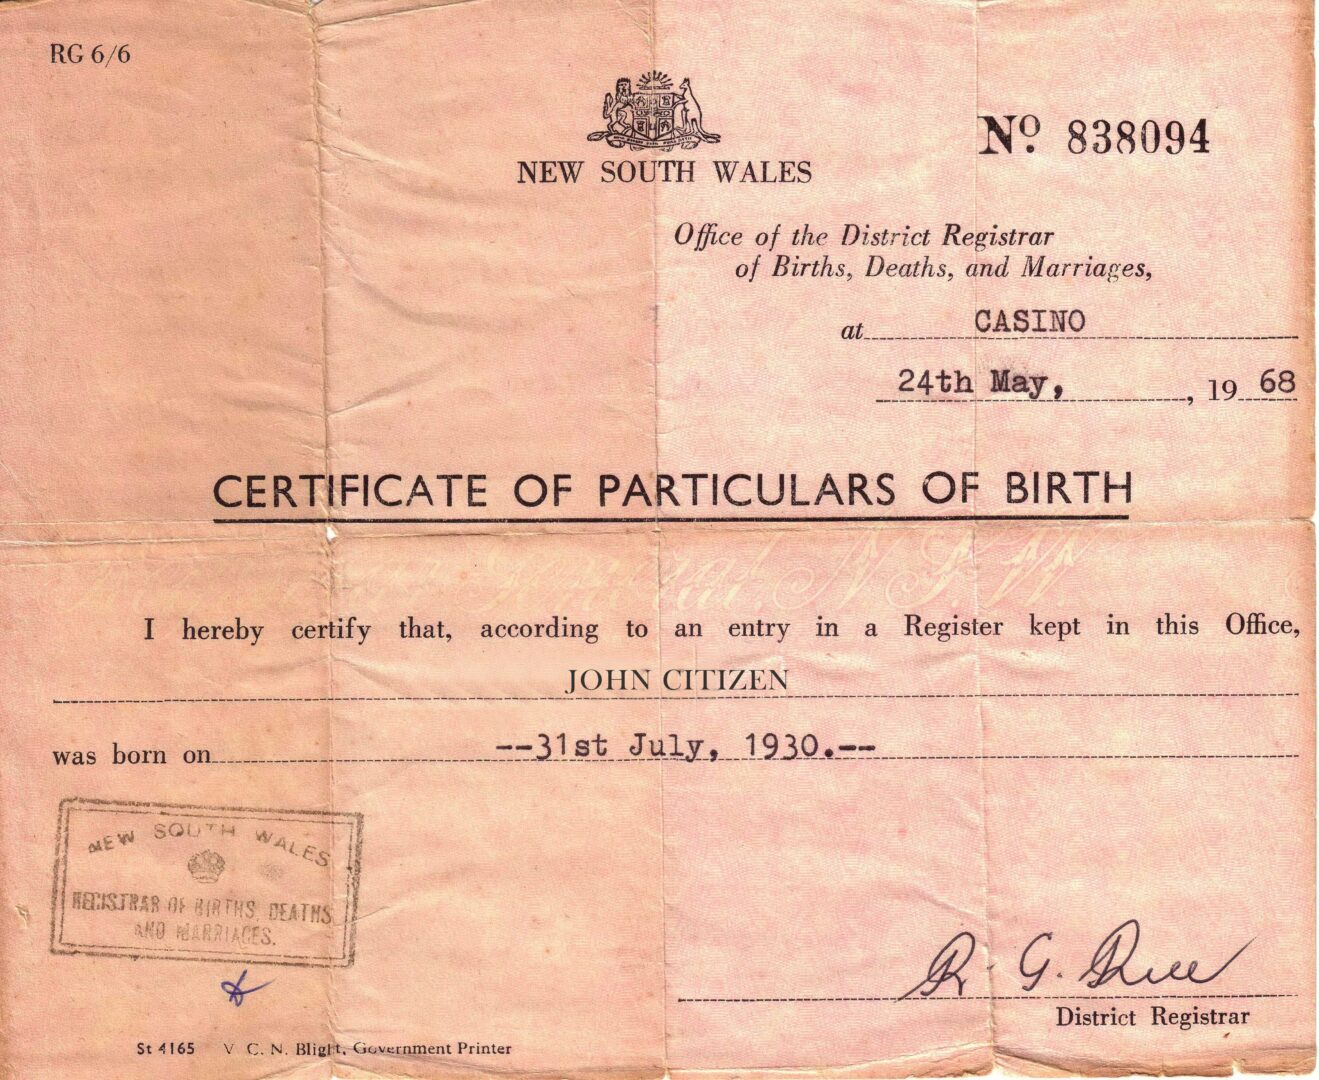 RG 6/6
NEW SOUTH WALES
Nº 838094
Office of the District Registrar
of Births, Deaths, and Marriages,
at CASINO
24th May, , 19 68
CERTIFICATE OF PARTICULARS OF BIRTH
General, N.S.W.
I hereby certify that, according to an entry in a Register kept in this Office,
JOHN CITIZEN
was born on --31st July, 1930.--
NEW SOUTH WALES
REGISTRAR OF BIRTHS, DEATHS
AND MARRIAGES.
R. G. Ree
District Registrar
St 4165 V C. N. Blight, Government Printer